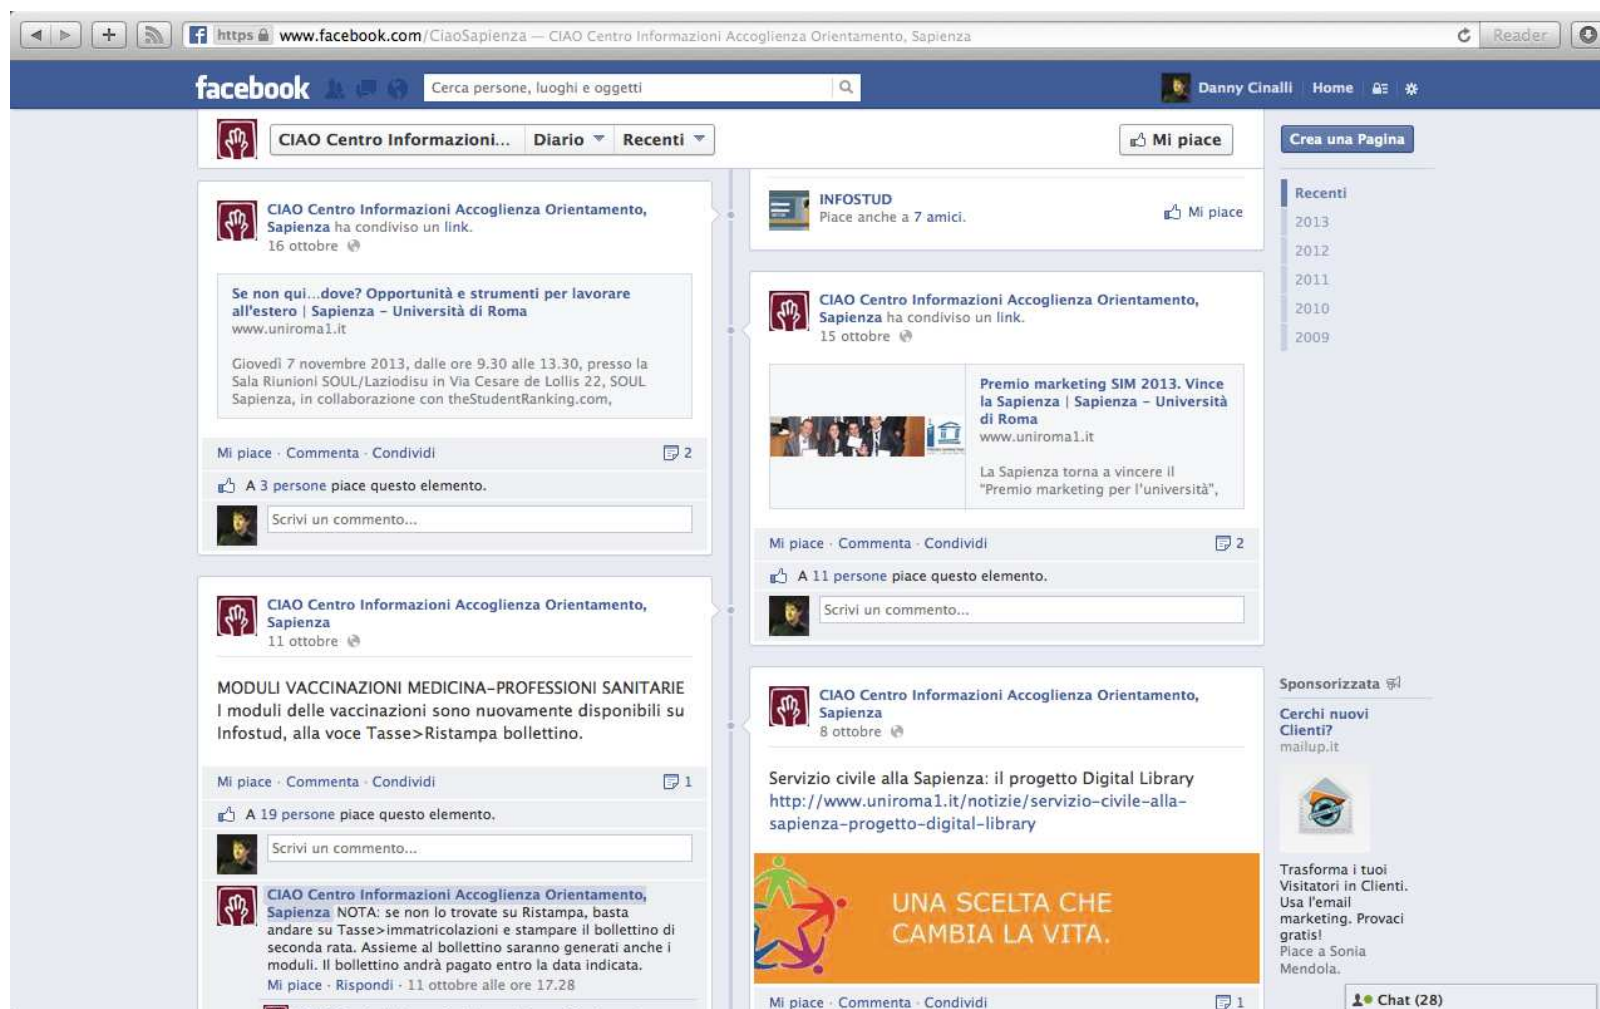 https www.facebook.com/CiaoSapienza — CIAO Centro Informazioni Accoglienza Orientamento, Sapienza
Reader
facebook
Cerca persone, luoghi e oggetti
Danny Cinalli Home
CIAO Centro Informazioni... Diario Recenti
Mi piace
Crea una Pagina
CIAO Centro Informazioni Accoglienza Orientamento,
Sapienza ha condiviso un link.
16 ottobre
Se non qui...dove? Opportunità e strumenti per lavorare
all'estero | Sapienza – Università di Roma
www.uniroma1.it
Giovedì 7 novembre 2013, dalle ore 9.30 alle 13.30, presso la
Sala Riunioni SOUL/Laziodisu in Via Cesare de Lollis 22, SOUL
Sapienza, in collaborazione con theStudentRanking.com,
Mi piace · Commenta · Condividi 2
A 3 persone piace questo elemento.
Scrivi un commento...
CIAO Centro Informazioni Accoglienza Orientamento,
Sapienza
11 ottobre
MODULI VACCINAZIONI MEDICINA-PROFESSIONI SANITARIE
I moduli delle vaccinazioni sono nuovamente disponibili su
Infostud, alla voce Tasse>Ristampa bollettino.
Mi piace · Commenta · Condividi 1
A 19 persone piace questo elemento.
Scrivi un commento...
CIAO Centro Informazioni Accoglienza Orientamento,
Sapienza NOTA: se non lo trovate su Ristampa, basta
andare su Tasse>immatricolazioni e stampare il bollettino di
seconda rata. Assieme al bollettino saranno generati anche i
moduli. Il bollettino andrà pagato entro la data indicata.
Mi piace · Rispondi · 11 ottobre alle ore 17.28
INFOSTUD
Piace anche a 7 amici.
Mi piace
CIAO Centro Informazioni Accoglienza Orientamento,
Sapienza ha condiviso un link.
15 ottobre
Premio marketing SIM 2013. Vince
la Sapienza | Sapienza – Università
di Roma
www.uniroma1.it
La Sapienza torna a vincere il
"Premio marketing per l'università",
Mi piace · Commenta · Condividi 2
A 11 persone piace questo elemento.
Scrivi un commento...
CIAO Centro Informazioni Accoglienza Orientamento,
Sapienza
8 ottobre
Servizio civile alla Sapienza: il progetto Digital Library
http://www.uniroma1.it/notizie/servizio-civile-alla-
sapienza-progetto-digital-library
UNA SCELTA CHE
CAMBIA LA VITA.
Mi piace · Commenta · Condividi 1
Recenti
2013
2012
2011
2010
2009
Sponsorizzata
Cerchi nuovi
Clienti?
mailup.it
Trasforma i tuoi
Visitatori in Clienti.
Usa l'email
marketing. Provaci
gratis!
Piace a Sonia
Mendola.
Chat (28)